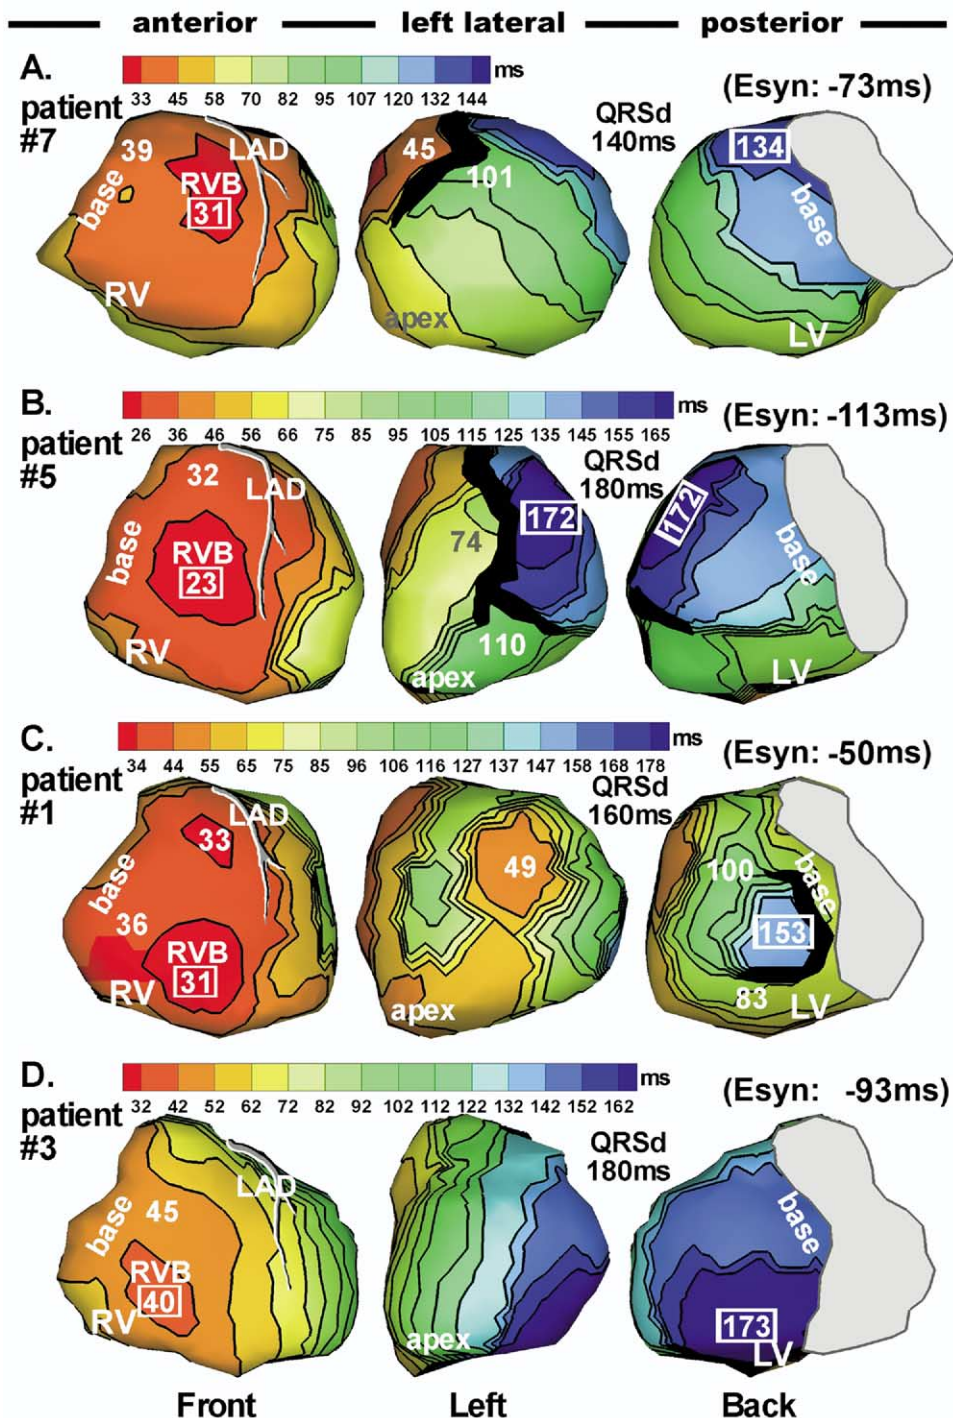 anterior left lateral posterior
A. ms (Esyn: -73ms)
33 45 58 70 82 95 107 120 132 144
patient #7
QRSd 140ms
39 LAD RVB 31 base RV
45 101 apex
134 base LV
B. ms (Esyn: -113ms)
26 36 46 56 66 75 85 95 105 115 125 135 145 155 165
patient #5
QRSd 180ms
32 LAD base RVB 23 RV
172 74 110 apex
172 base LV
C. ms (Esyn: -50ms)
34 44 55 65 75 85 96 106 116 127 137 147 158 168 178
patient #1
QRSd 160ms
LAD 33 base 36 RVB 31 RV
49 apex
100 base 153 83 LV
D. ms (Esyn: -93ms)
32 42 52 62 72 82 92 102 112 122 132 142 152 162
patient #3
QRSd 180ms
LAD base 45 RVB 40 RV
apex
base 173 LV
Front Left Back